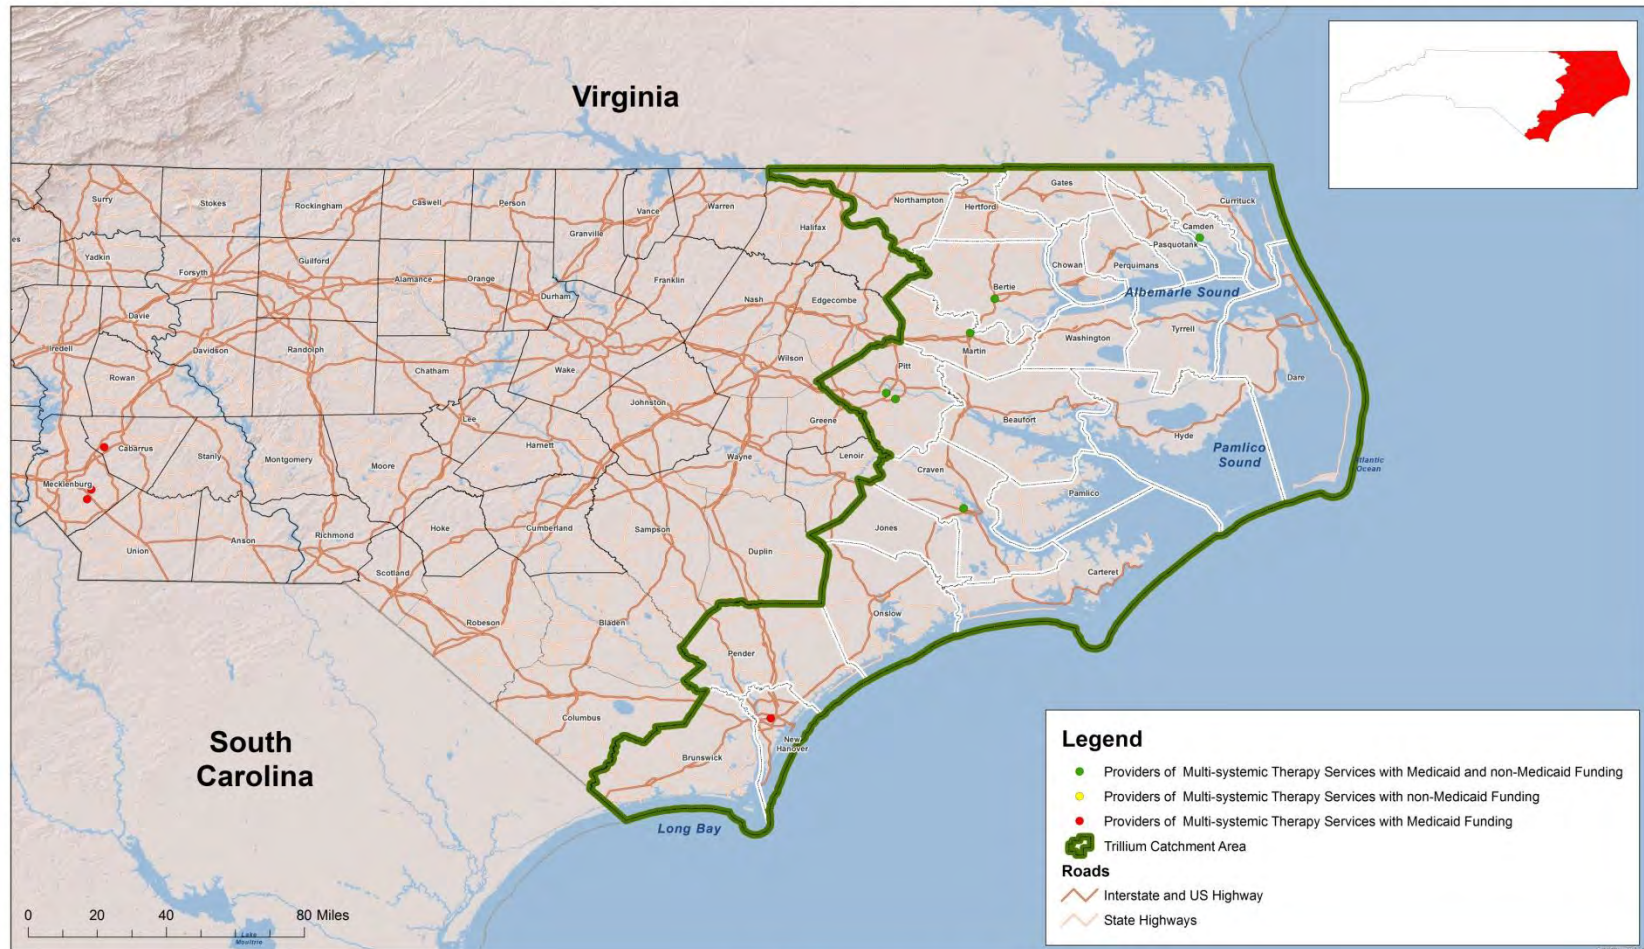 Virginia
Surry
Stokes
Rockingham
Caswell
Person
Vance
Warren
Granville
Halifax
Northampton
Hertford
Gates
Currituck
Camden
Pasquotank
es
Yadkin
Forsyth
Guilford
Alamance
Orange
Durham
Franklin
Nash
Edgecombe
Bertie
Chowan
Perquimans
Albemarle Sound
Davie
Iredell
Davidson
Randolph
Chatham
Wake
Wilson
Martin
Washington
Tyrrell
Dare
Rowan
Pitt
Johnston
Lee
Greene
Beaufort
Hyde
Cabarrus
Stanly
Montgomery
Moore
Harnett
Wayne
Lenoir
Craven
Pamlico
Sound
Atlantic
Ocean
Mecklenburg
Pamlico
Union
Anson
Richmond
Hoke
Cumberland
Sampson
Duplin
Jones
Scotland
Carteret
Robeson
Bladen
Onslow
Pender
Columbus
New
Hanover
Brunswick
South
Carolina
Long Bay
Legend
Providers of Multi-systemic Therapy Services with Medicaid and non-Medicaid Funding
Providers of Multi-systemic Therapy Services with non-Medicaid Funding
Providers of Multi-systemic Therapy Services with Medicaid Funding
Trillium Catchment Area
Roads
Interstate and US Highway
State Highways
0 20 40 80 Miles
Lake
Moultrie